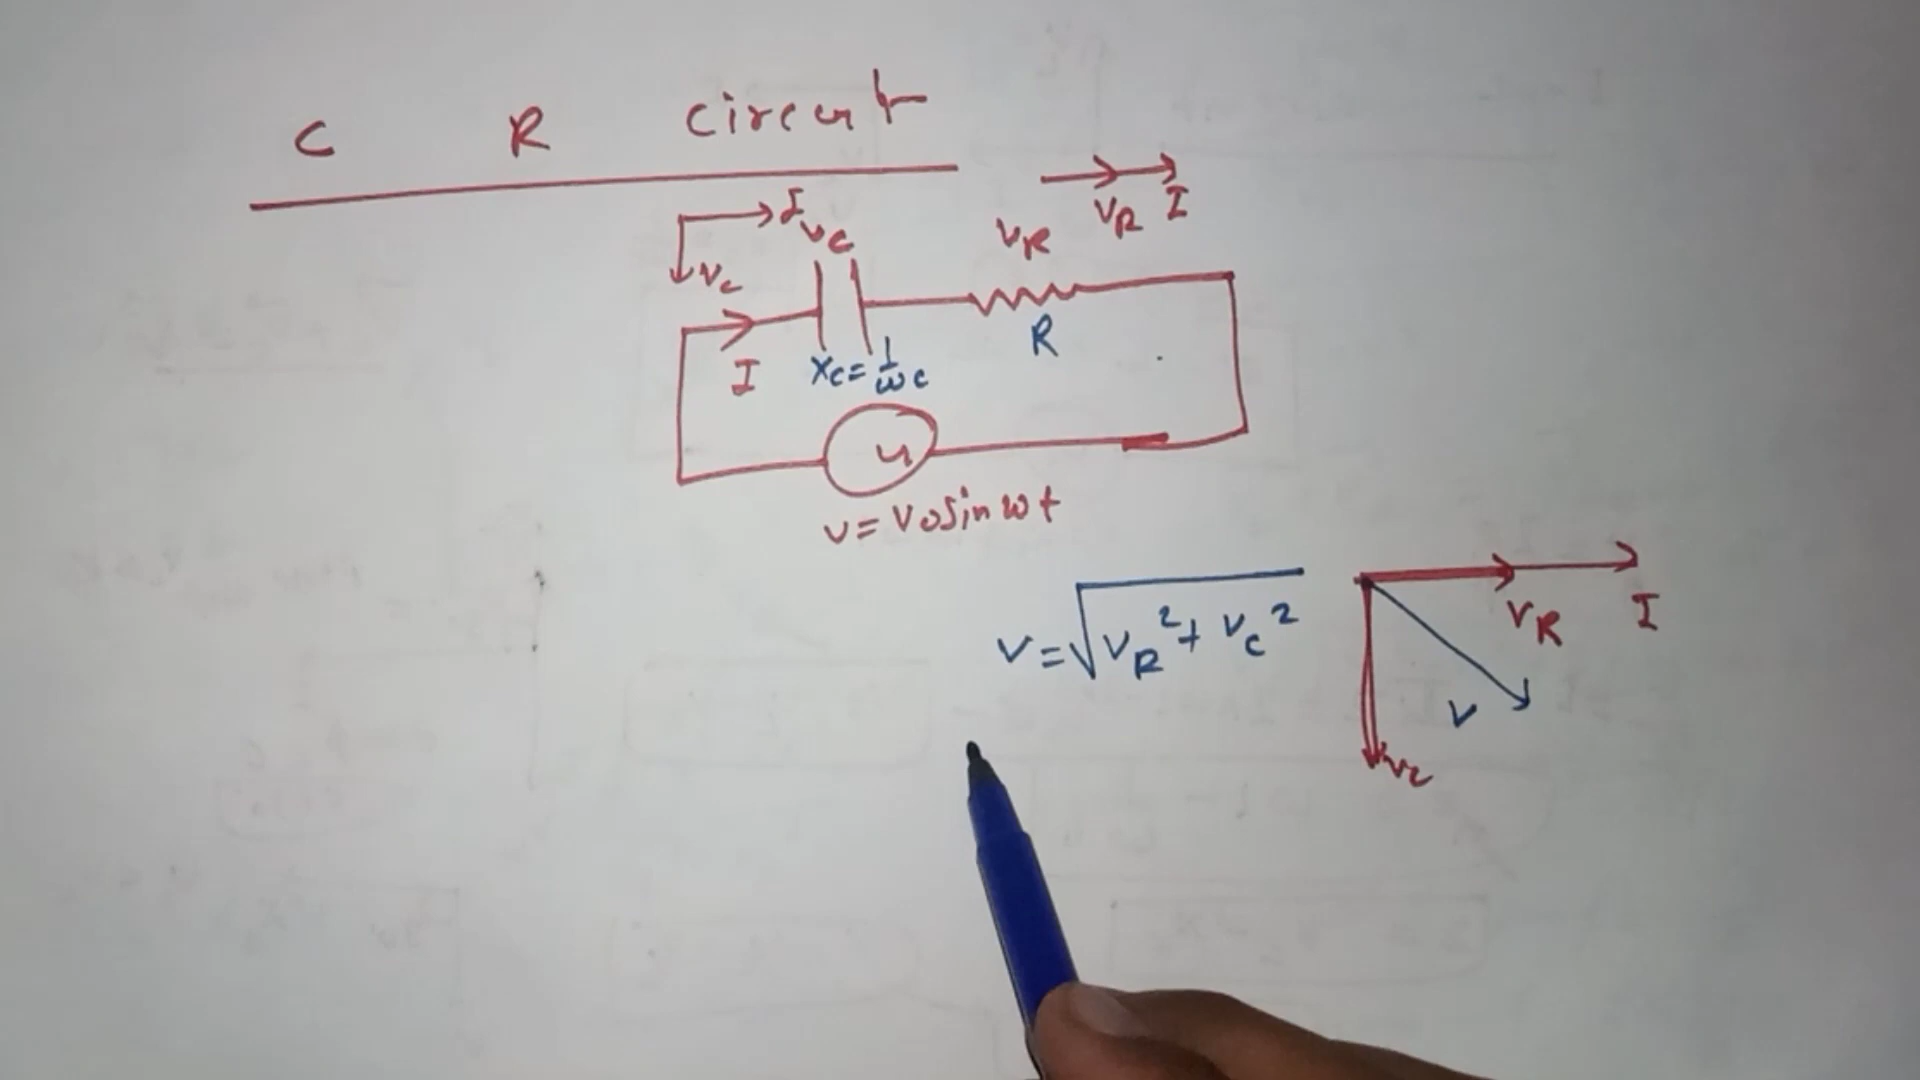 C R circuit
V_R I
I
V_C
V_C
V_R
I
X_C = 1/ωC
R
V = V₀ sin ωt
V = √(V_R² + V_C²)
V_R I
V
V_C